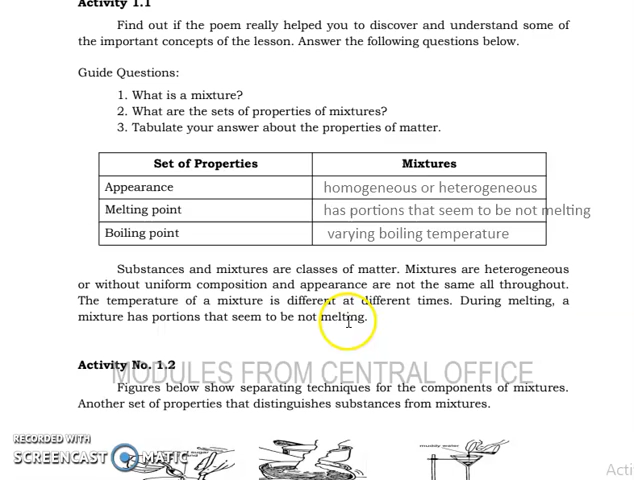 Activity 1.1
Find out if the poem really helped you to discover and understand some of
the important concepts of the lesson. Answer the following questions below.
Guide Questions:
1. What is a mixture?
2. What are the sets of properties of mixtures?
3. Tabulate your answer about the properties of matter.
Set of Properties Mixtures
Appearance homogeneous or heterogeneous
Melting point has portions that seem to be not melting
Boiling point varying boiling temperature
Substances and mixtures are classes of matter. Mixtures are heterogeneous
or without uniform composition and appearance are not the same all throughout.
The temperature of a mixture is different at different times. During melting, a
mixture has portions that seem to be not melting.
Activity No. 1.2
MODULES FROM CENTRAL OFFICE
Figures below show separating techniques for the components of mixtures.
Another set of properties that distinguishes substances from mixtures.
muddy water
RECORDED WITH
SCREENCAST MATIC
Acti